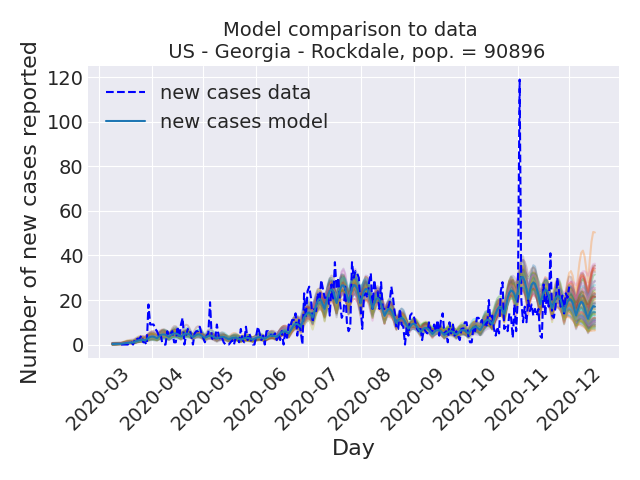 Model comparison to data
US - Georgia - Rockdale, pop. = 90896
Number of new cases reported
120
100
80
60
40
20
0
new cases data
new cases model
2020-03
2020-04
2020-05
2020-06
2020-07
2020-08
2020-09
2020-10
2020-11
2020-12
Day